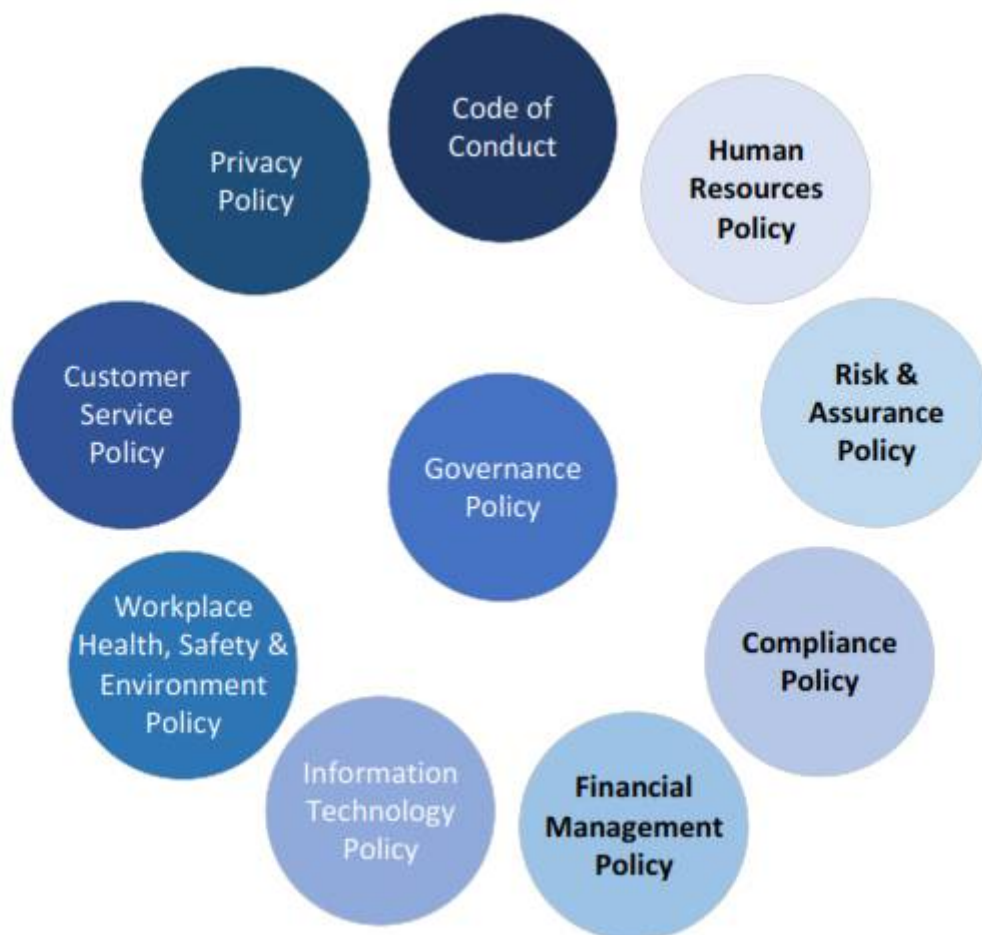 Code of
Conduct
Human
Resources
Policy
Risk &
Assurance
Policy
Compliance
Policy
Financial
Management
Policy
Information
Technology
Policy
Workplace
Health, Safety &
Environment
Policy
Customer
Service
Policy
Privacy
Policy
Governance
Policy